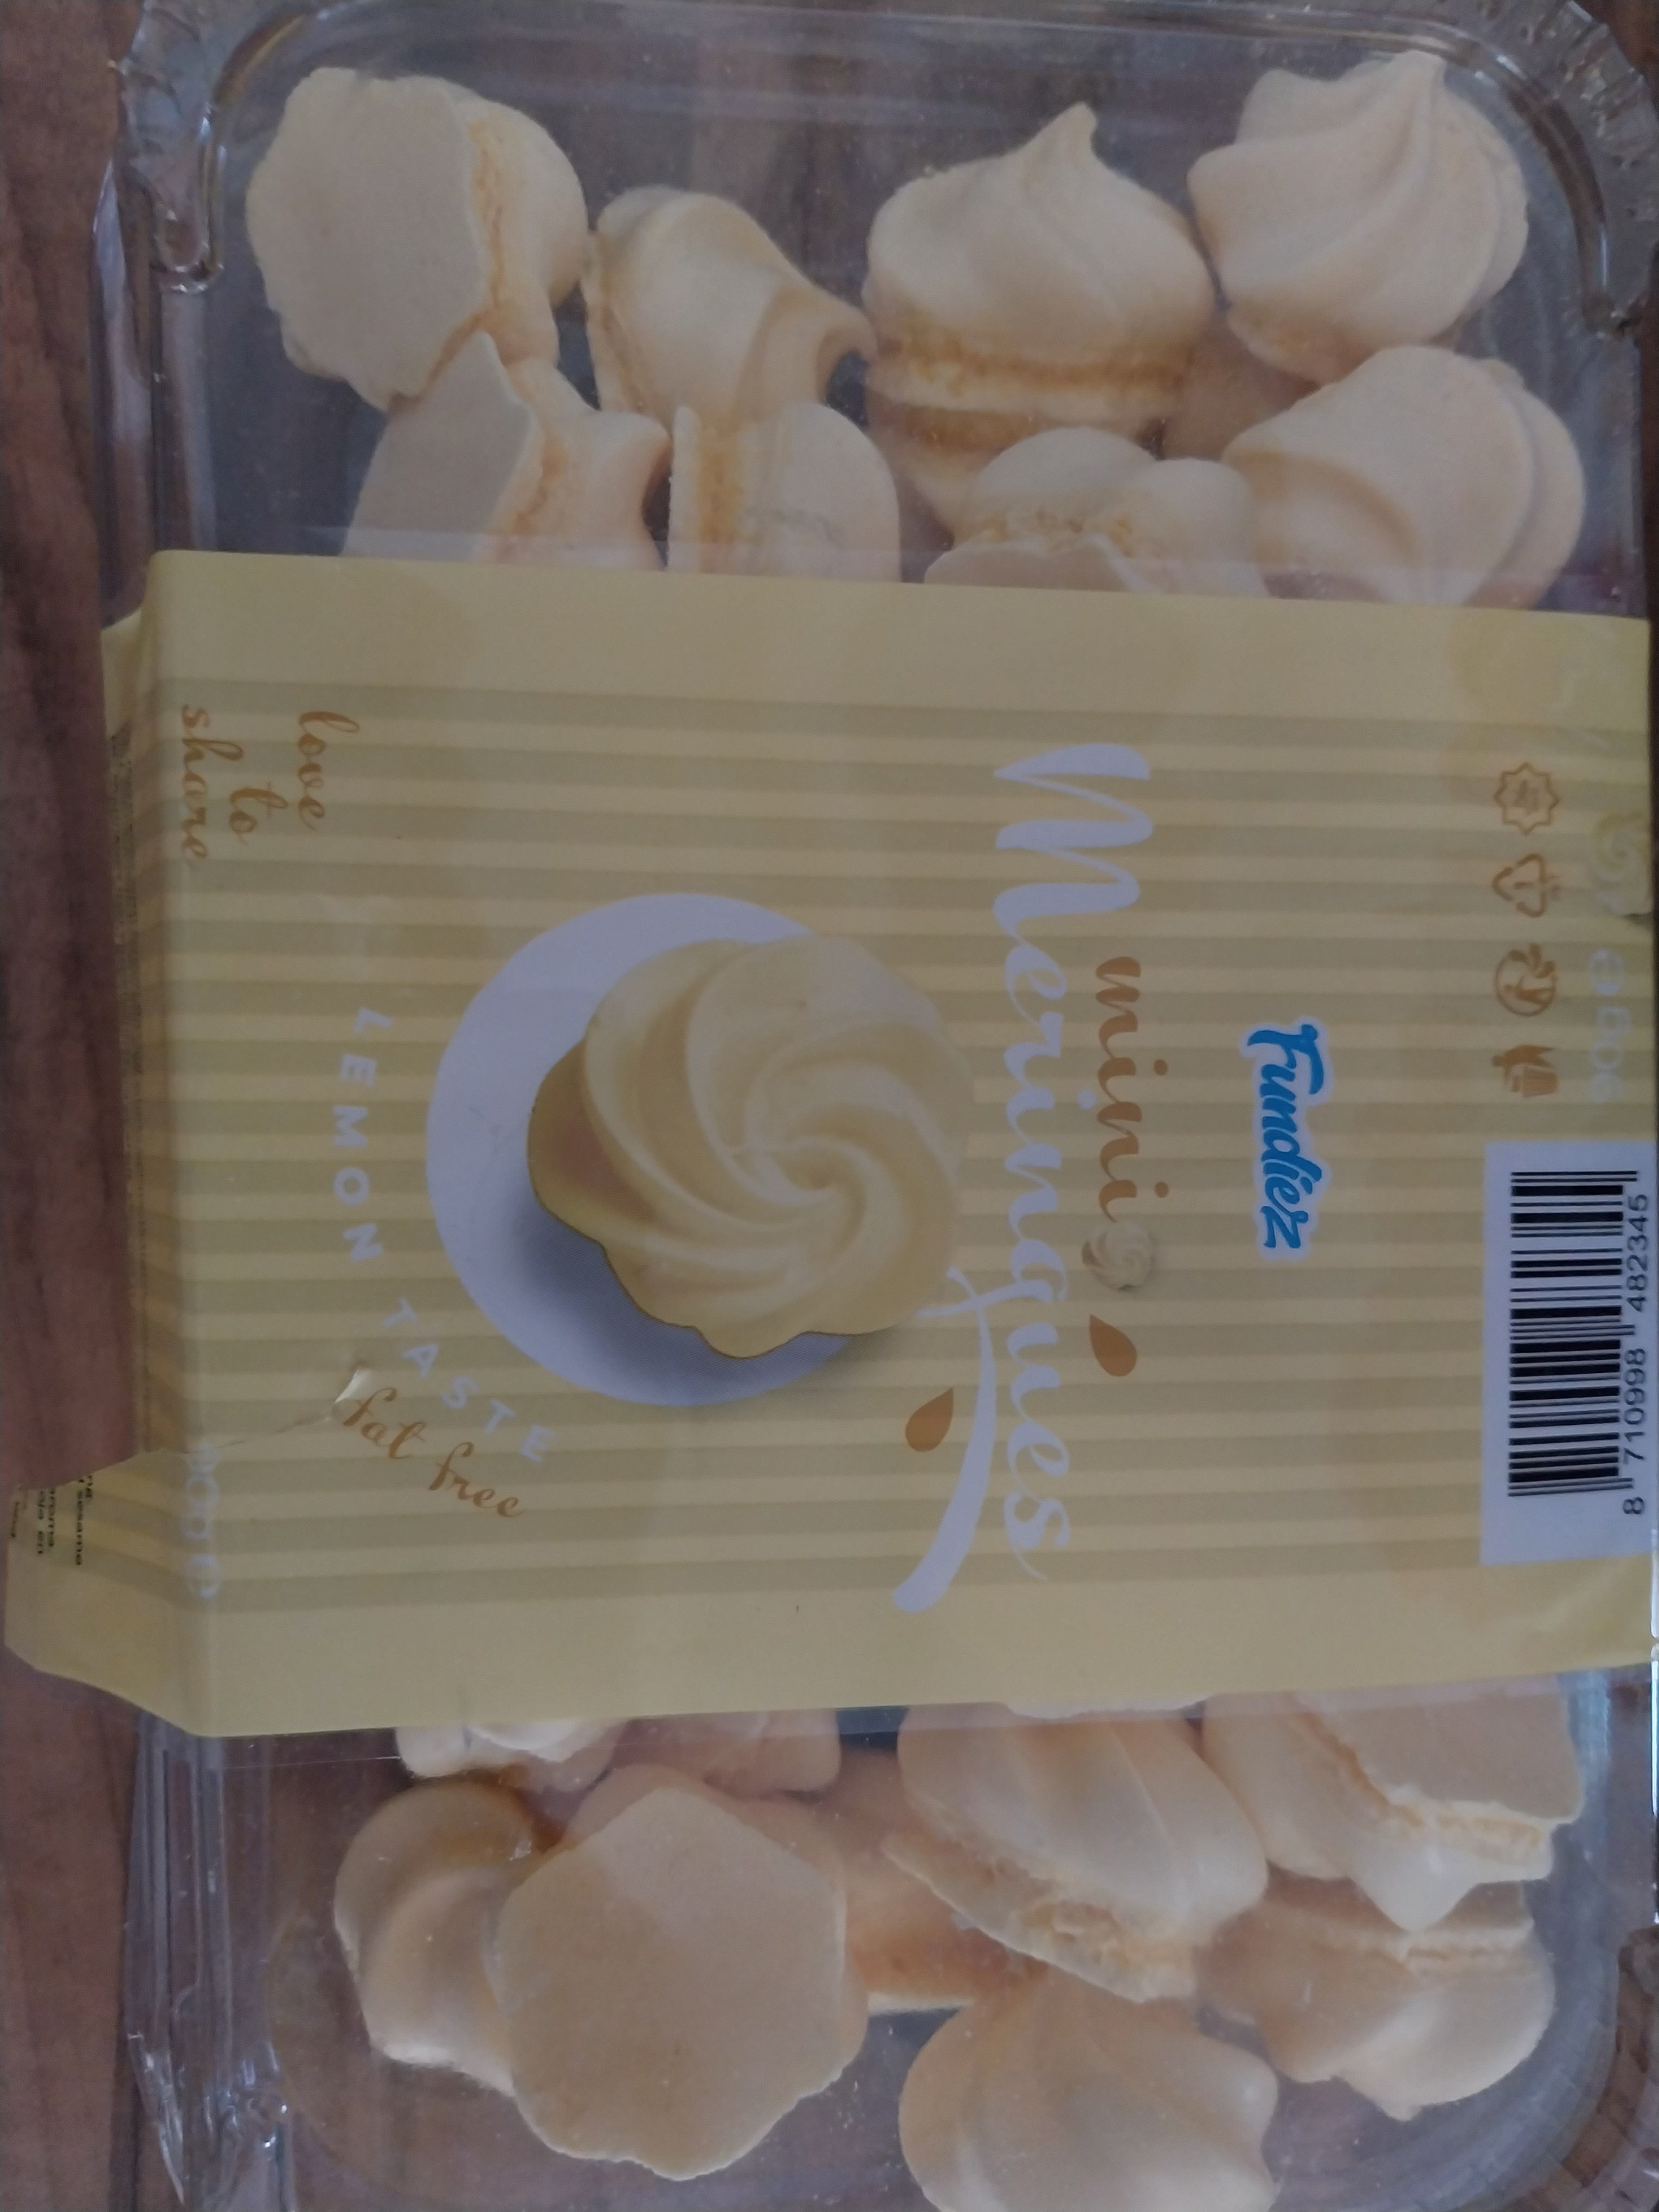 Fundiez
mini
Meringues
LEMON TASTE
fat free
love
to
share
8 710998 482345